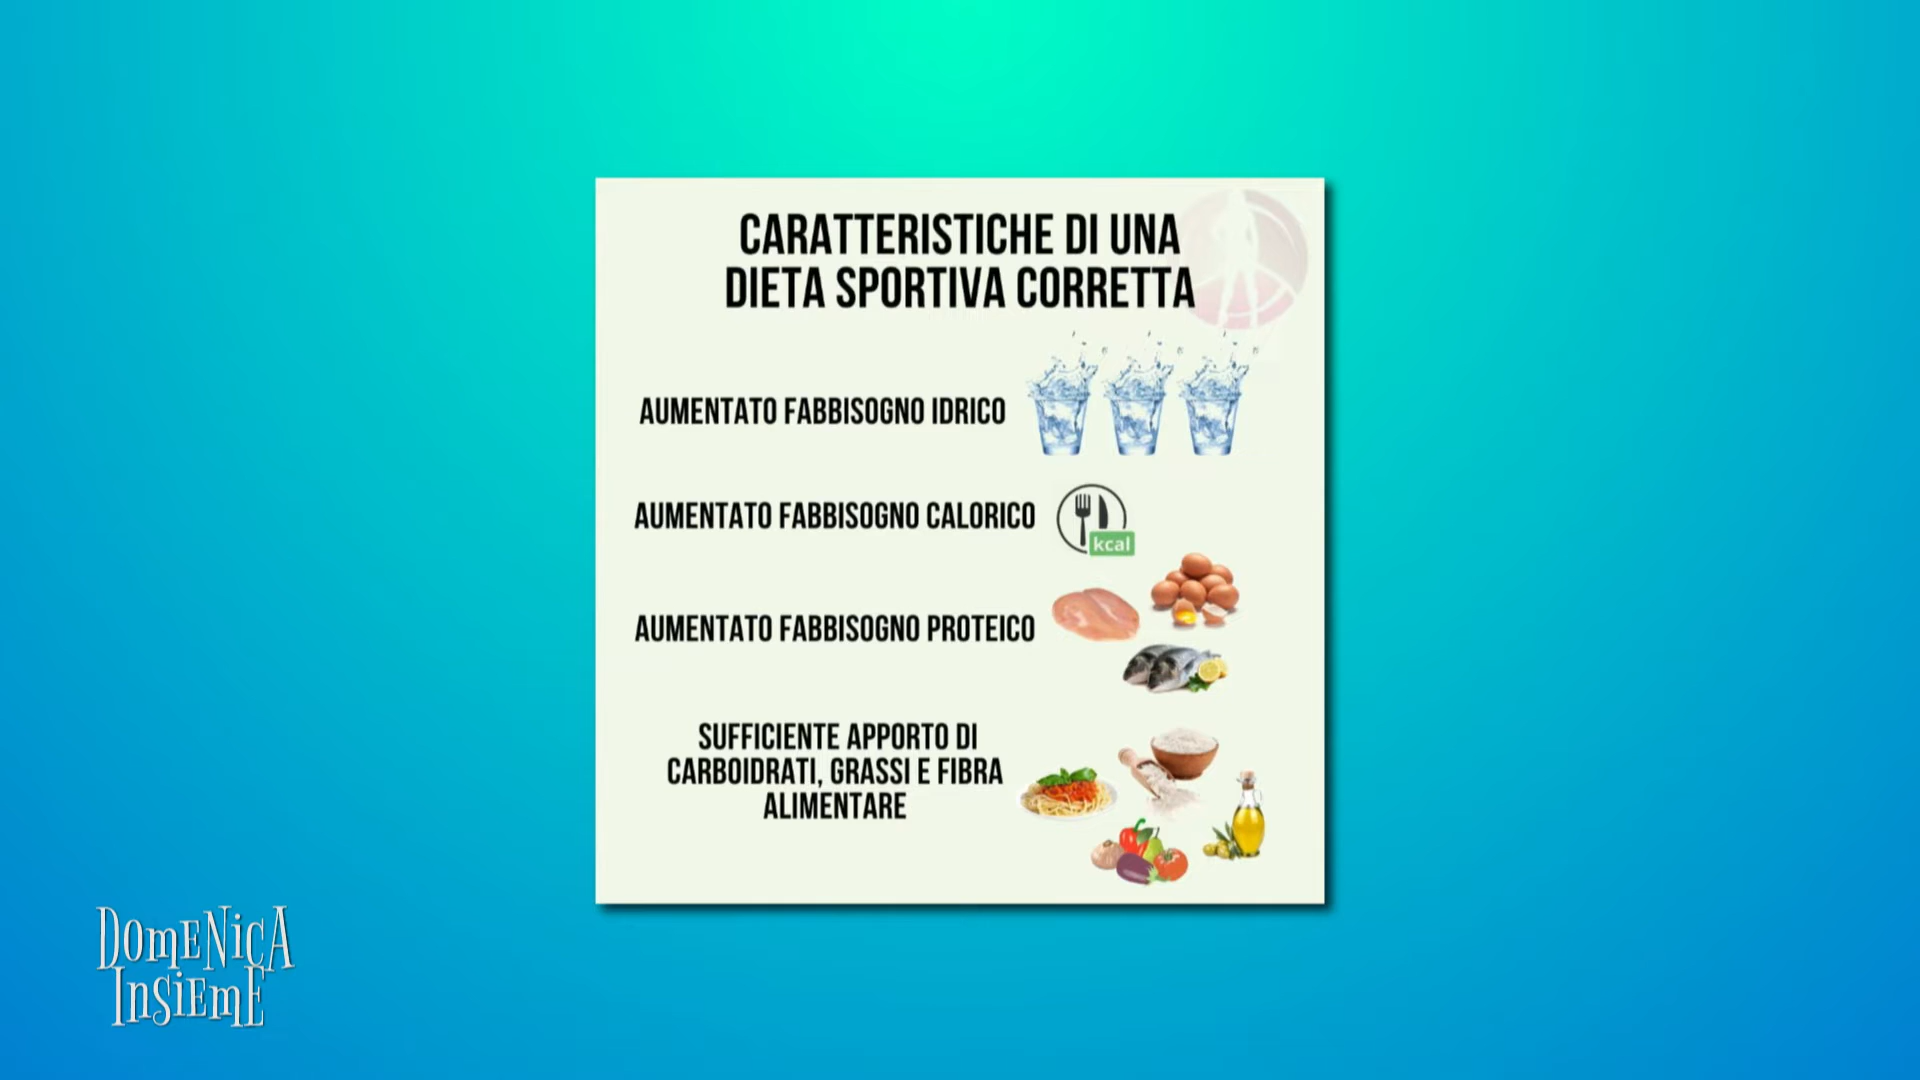 CARATTERISTICHE DI UNA
DIETA SPORTIVA CORRETTA
AUMENTATO FABBISOGNO IDRICO
AUMENTATO FABBISOGNO CALORICO
kcal
AUMENTATO FABBISOGNO PROTEICO
SUFFICIENTE APPORTO DI
CARBOIDRATI, GRASSI E FIBRA
ALIMENTARE
DOMENICA
INSIEME